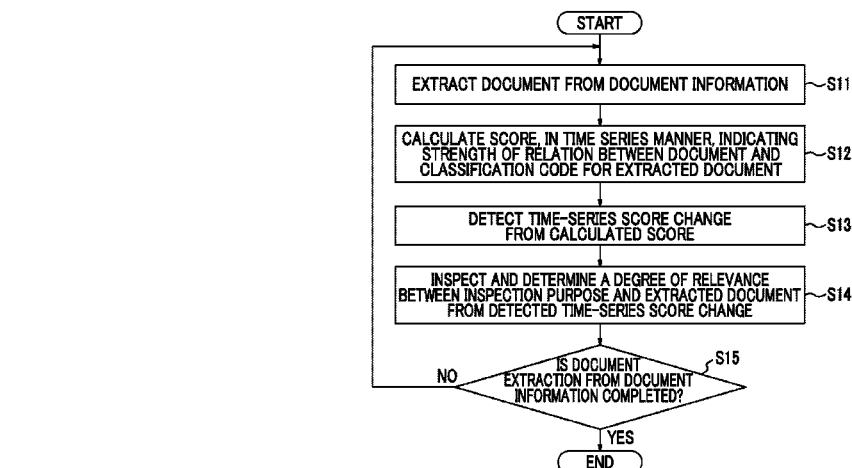 START
EXTRACT DOCUMENT FROM DOCUMENT INFORMATION
S11
CALCULATE SCORE, IN TIME SERIES MANNER, INDICATING
STRENGTH OF RELATION BETWEEN DOCUMENT AND
CLASSIFICATION CODE FOR EXTRACTED DOCUMENT
S12
DETECT TIME-SERIES SCORE CHANGE
FROM CALCULATED SCORE
S13
INSPECT AND DETERMINE A DEGREE OF RELEVANCE
BETWEEN INSPECTION PURPOSE AND EXTRACTED DOCUMENT
FROM DETECTED TIME-SERIES SCORE CHANGE
S14
S15
IS DOCUMENT
EXTRACTION FROM DOCUMENT
INFORMATION COMPLETED?
NO
YES
END